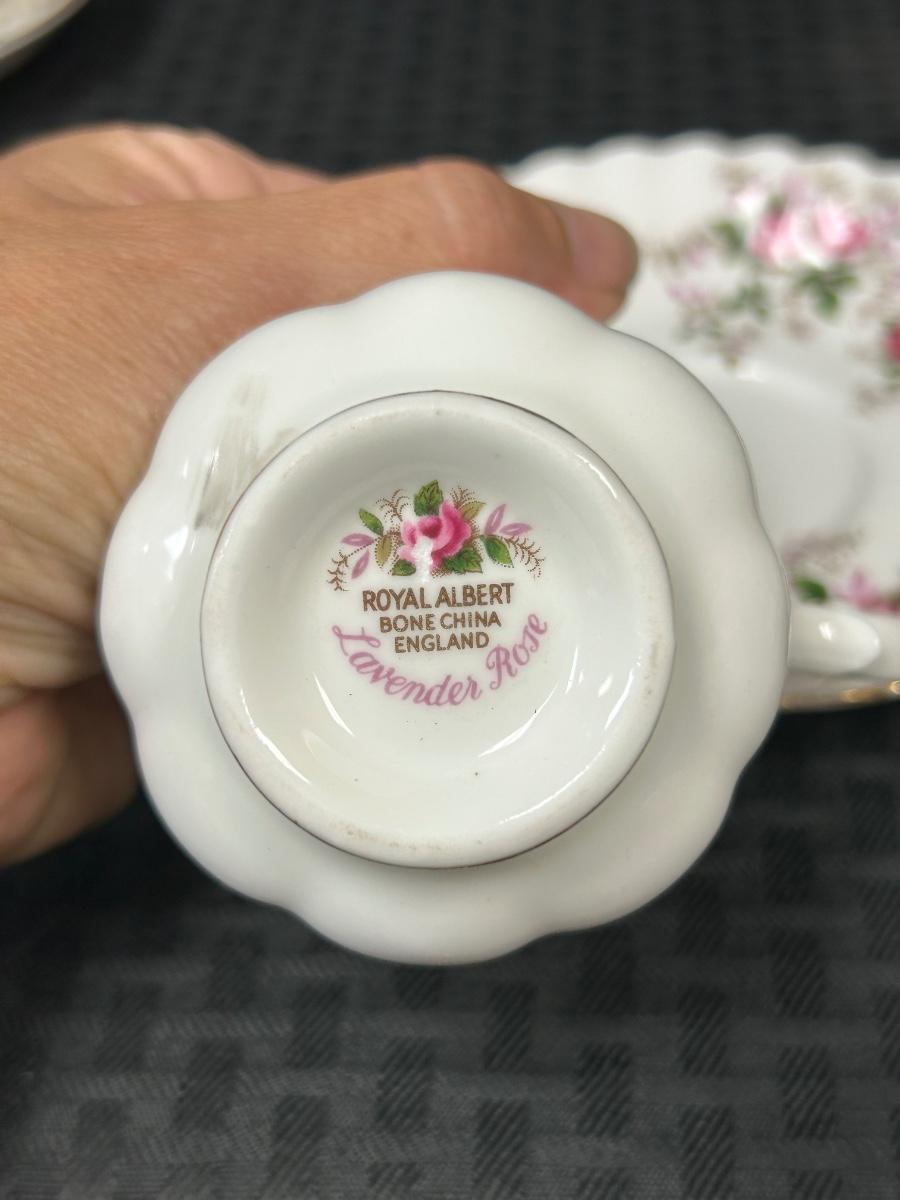 ROYAL ALBERT
BONE CHINA
ENGLAND
Lavender Rose